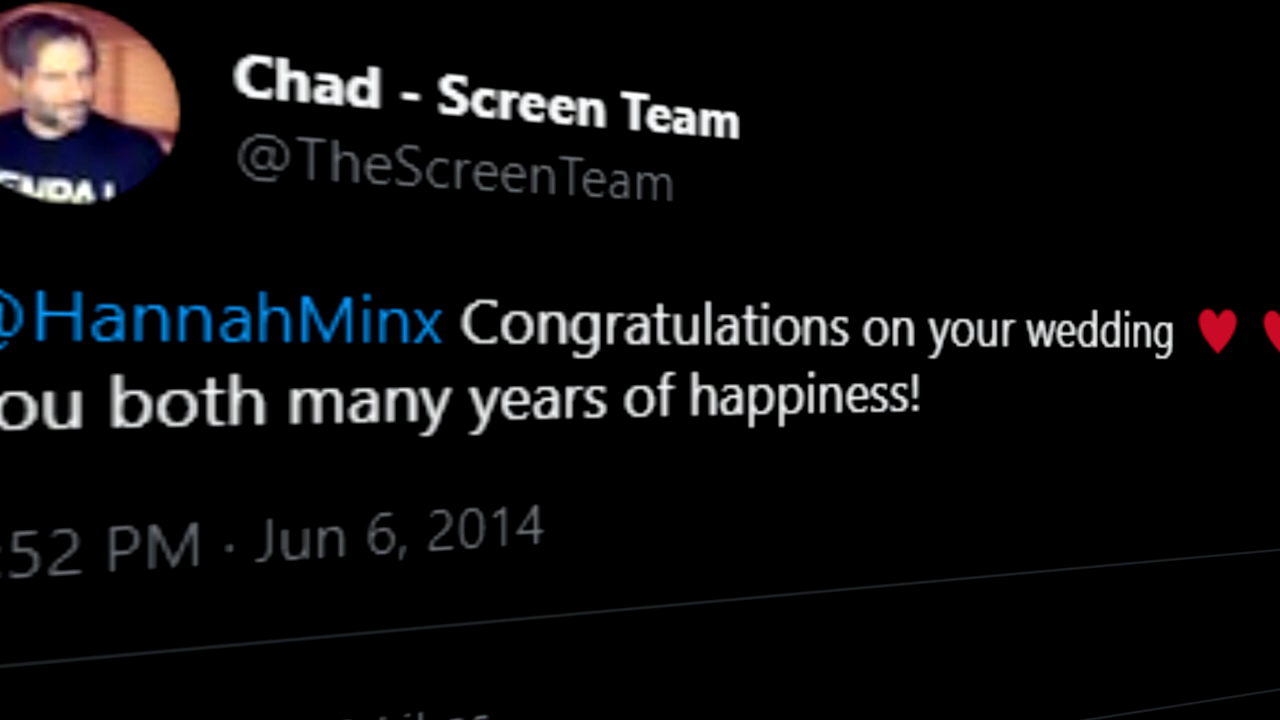 Chad - Screen Team
@TheScreenTeam
@HannahMinx Congratulations on your wedding ♥
both many years of happiness!
:52 PM · Jun 6, 2014